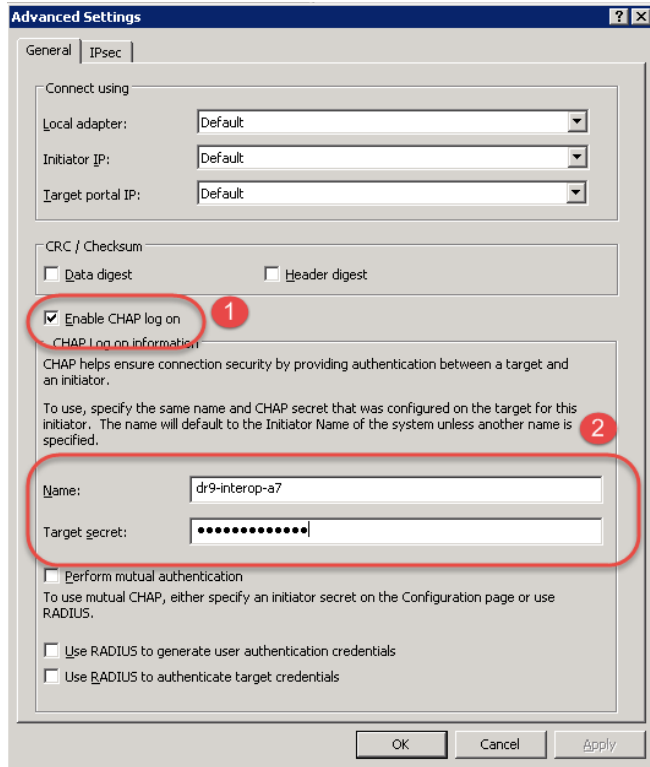 Advanced Settings
General
IPsec
Connect using
Local adapter:
Default
Initiator IP:
Default
Target portal IP:
Default
CRC / Checksum
Data digest
Header digest
Enable CHAP log on
1
CHAP Log on information
CHAP helps ensure connection security by providing authentication between a target and
an initiator.
To use, specify the same name and CHAP secret that was configured on the target for this
initiator. The name will default to the Initiator Name of the system unless another name is
specified.
2
Name:
dr9-interop-a7
Target secret:
•••••••••••••
Perform mutual authentication
To use mutual CHAP, either specify an initiator secret on the Configuration page or use
RADIUS.
Use RADIUS to generate user authentication credentials
Use RADIUS to authenticate target credentials
OK
Cancel
Apply